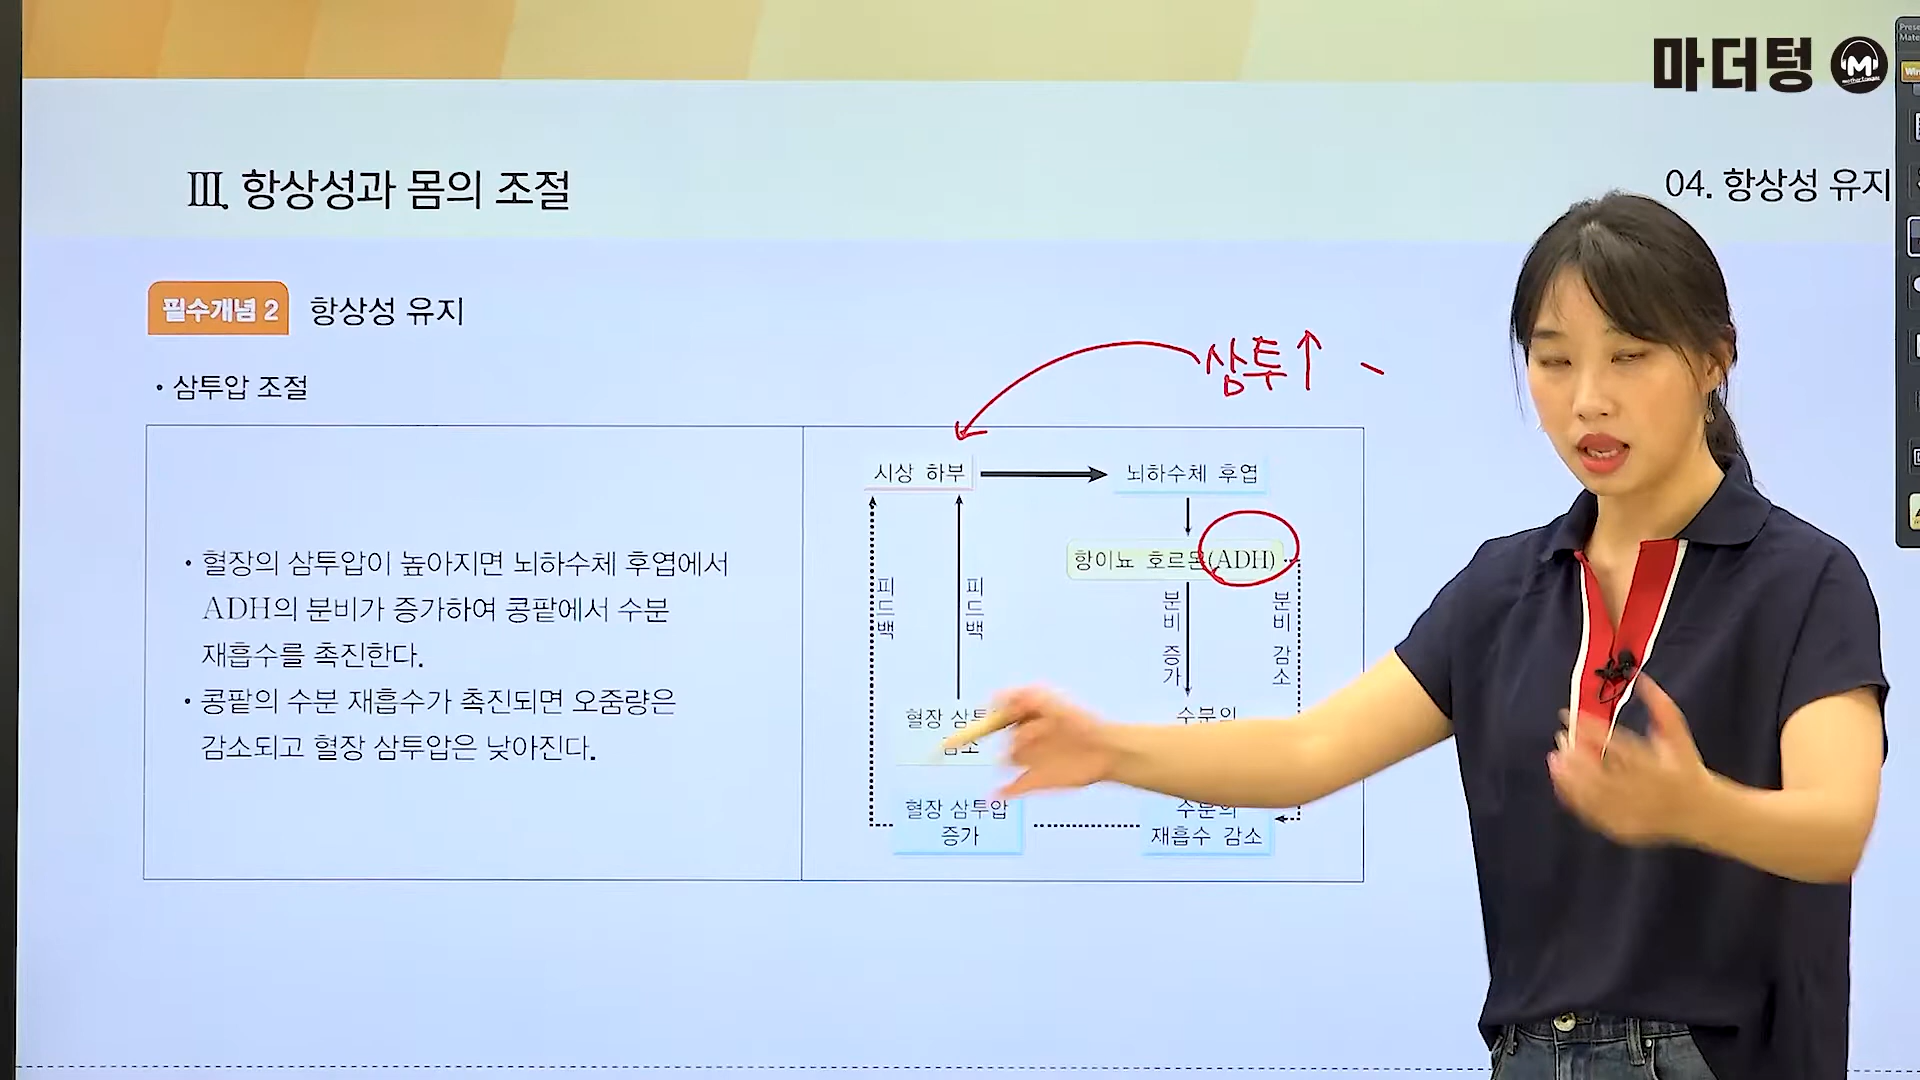 마더텅
Ⅲ. 항상성과 몸의 조절
04. 항상성 유지
필수개념 2 항상성 유지
• 삼투압 조절
삼투↑
• 혈장의 삼투압이 높아지면 뇌하수체 후엽에서
ADH의 분비가 증가하여 콩팥에서 수분
재흡수를 촉진한다.
• 콩팥의 수분 재흡수가 촉진되면 오줌량은
감소되고 혈장 삼투압은 낮아진다.
시상 하부
뇌하수체 후엽
항이뇨 호르몬(ADH)
피드백
피드백
분비 증가
분비 감소
혈장
수분의
혈장 삼투압
증가
수분의
재흡수 감소